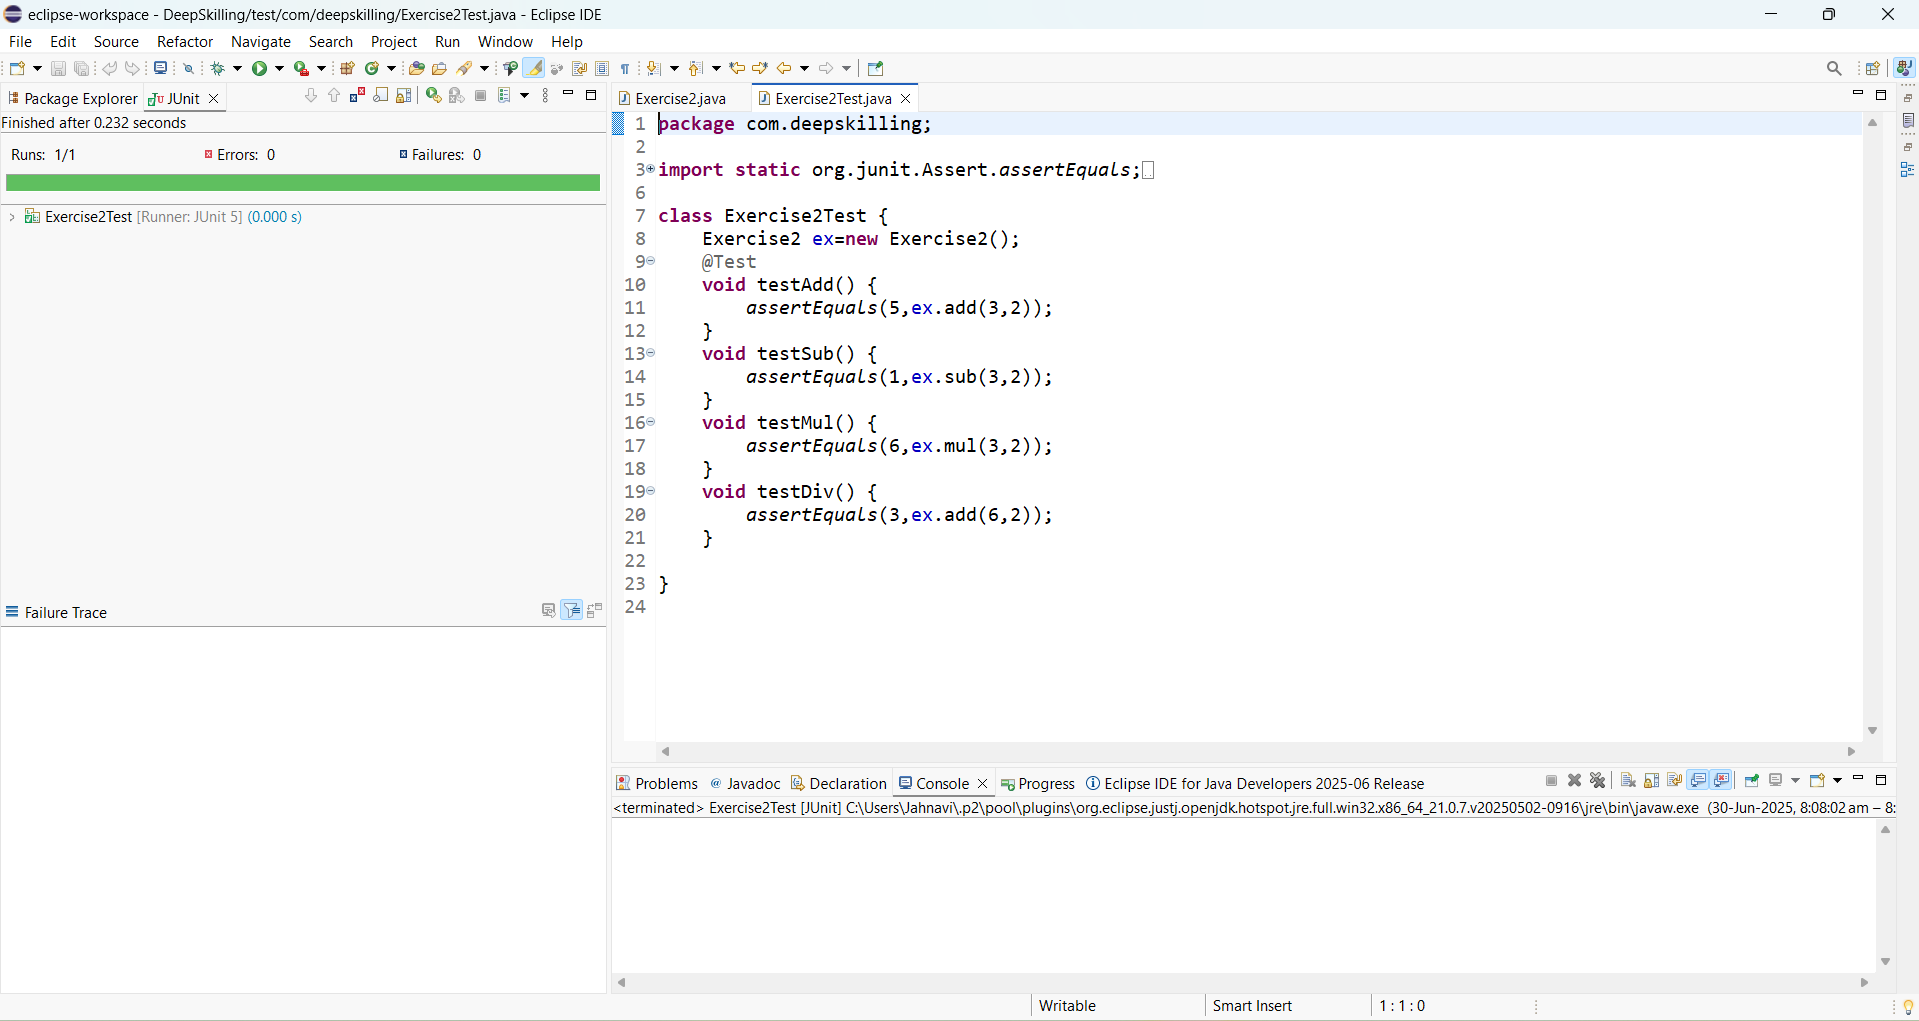 eclipse-workspace - DeepSkilling/test/com/deepskilling/Exercise2Test.java - Eclipse IDE
File Edit Source Refactor Navigate Search Project Run Window Help
Package Explorer JUnit
Finished after 0.232 seconds
Runs: 1/1 Errors: 0 Failures: 0
Exercise2Test [Runner: JUnit 5] (0.000 s)
Failure Trace
Exercise2.java Exercise2Test.java
1 package com.deepskilling;
2
3 import static org.junit.Assert.assertEquals;
6
7 class Exercise2Test {
8 Exercise2 ex=new Exercise2();
9 @Test
10 void testAdd() {
11 assertEquals(5,ex.add(3,2));
12 }
13 void testSub() {
14 assertEquals(1,ex.sub(3,2));
15 }
16 void testMul() {
17 assertEquals(6,ex.mul(3,2));
18 }
19 void testDiv() {
20 assertEquals(3,ex.add(6,2));
21 }
22
23 }
24
Problems @ Javadoc Declaration Console Progress Eclipse IDE for Java Developers 2025-06 Release
<terminated> Exercise2Test [JUnit] C:\Users\Jahnavi\.p2\pool\plugins\org.eclipse.justj.openjdk.hotspot.jre.full.win32.x86_64_21.0.7.v20250502-0916\jre\bin\javaw.exe (30-Jun-2025, 8:08:02 am – 8:
Writable Smart Insert 1 : 1 : 0